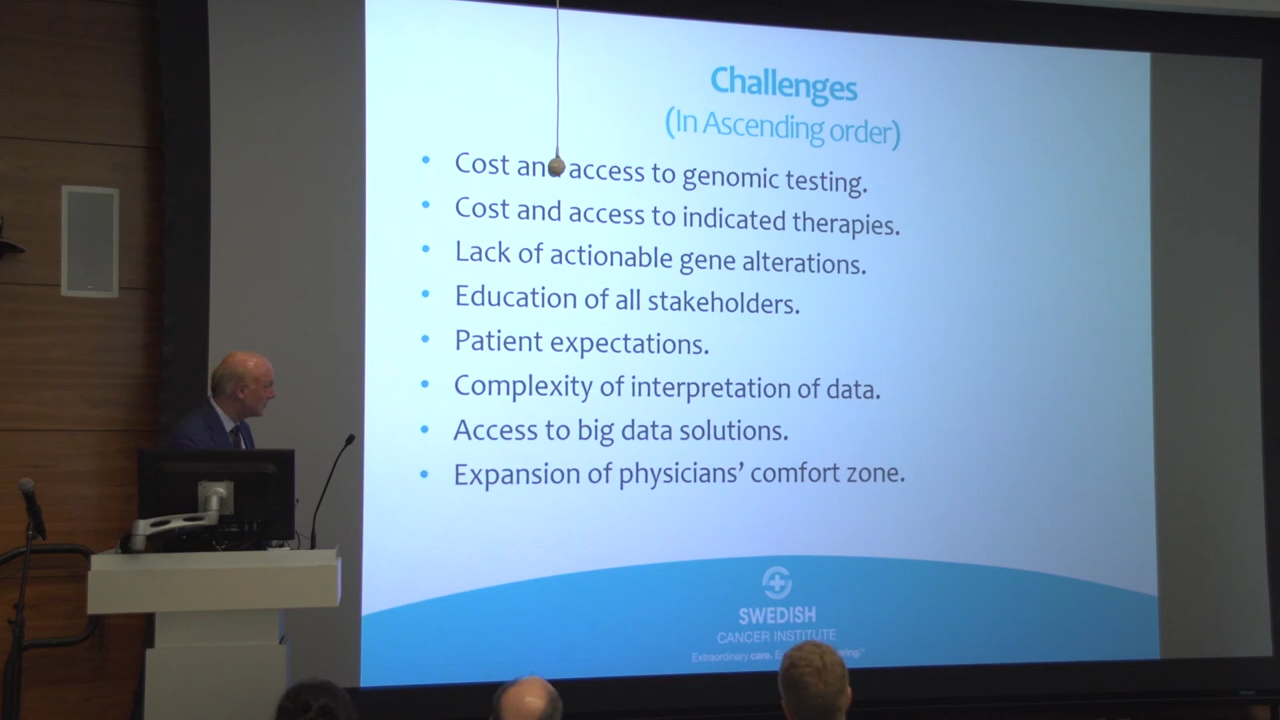 Challenges
(In Ascending order)
• Cost and access to genomic testing.
• Cost and access to indicated therapies.
• Lack of actionable gene alterations.
• Education of all stakeholders.
• Patient expectations.
• Complexity of interpretation of data.
• Access to big data solutions.
• Expansion of physicians’ comfort zone.
SWEDISH
CANCER INSTITUTE
Extraordinary care.